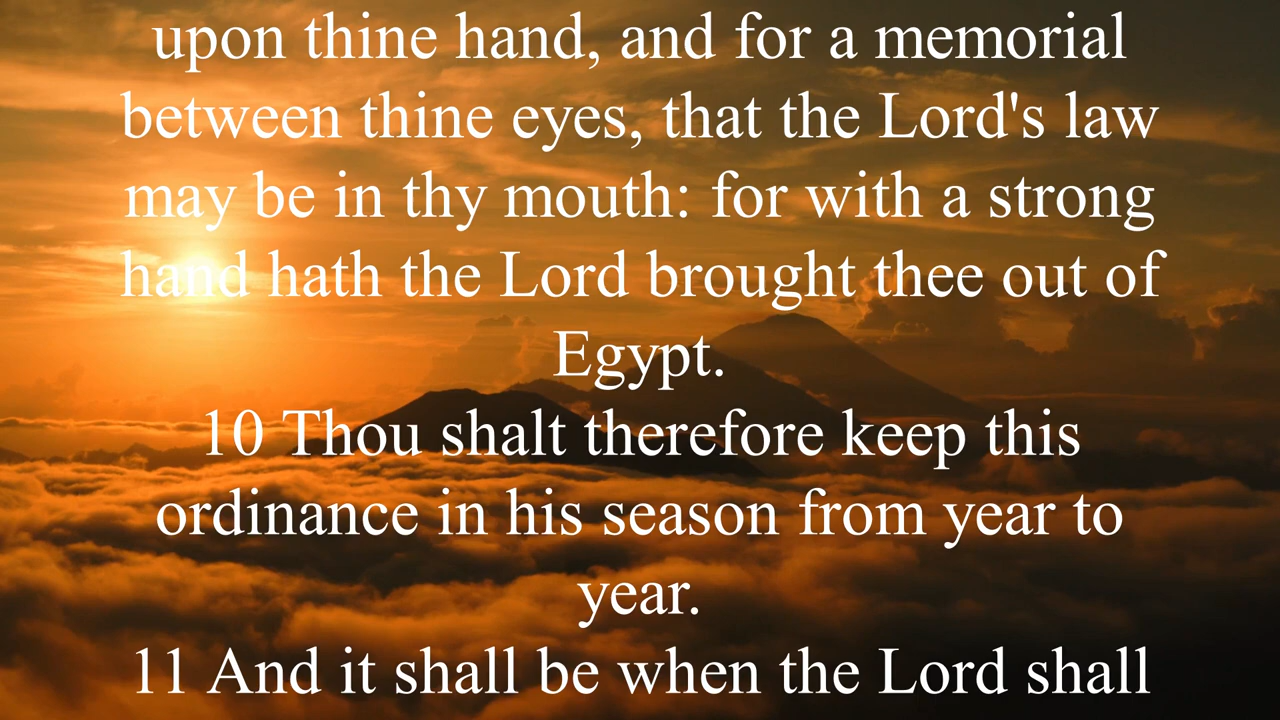 upon thine hand, and for a memorial
between thine eyes, that the Lord's law
may be in thy mouth: for with a strong
hand hath the Lord brought thee out of
Egypt.
10 Thou shalt therefore keep this
ordinance in his season from year to
year.
11 And it shall be when the Lord shall